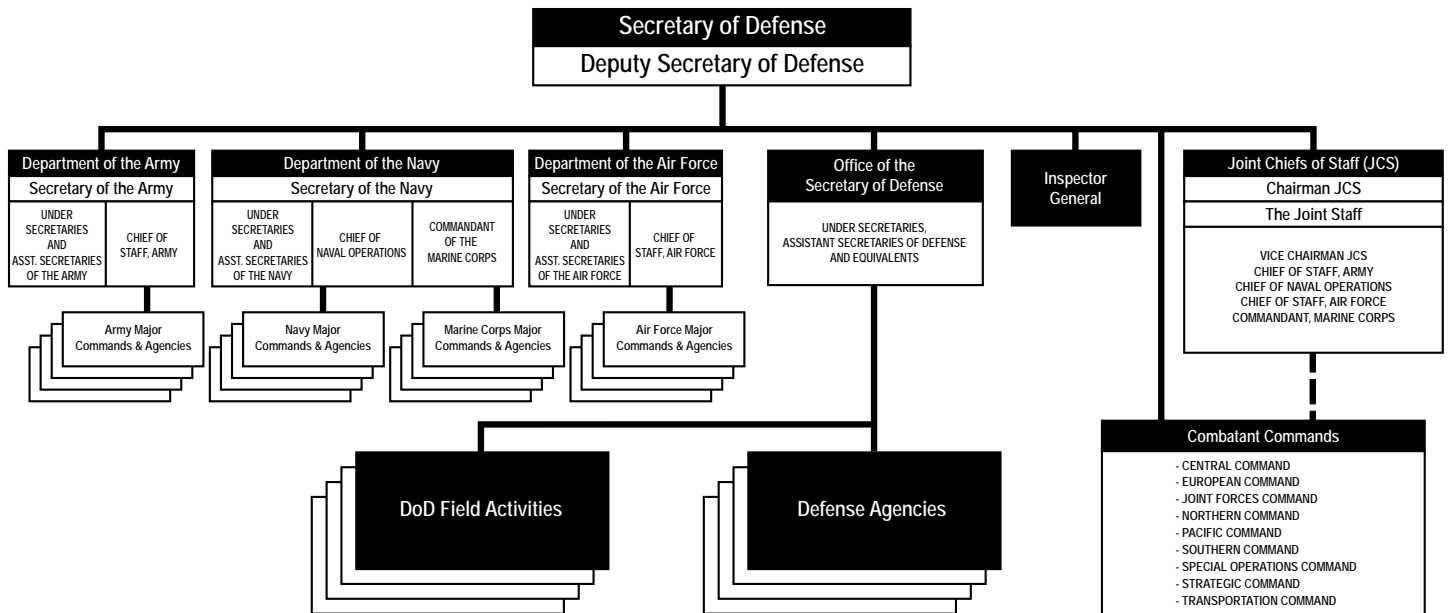 Secretary of Defense
Deputy Secretary of Defense
Department of the Army
Secretary of the Army
UNDER
SECRETARIES
AND
ASST. SECRETARIES
OF THE ARMY
CHIEF OF
STAFF, ARMY
Army Major
Commands & Agencies
Department of the Navy
Secretary of the Navy
UNDER
SECRETARIES
AND
ASST. SECRETARIES
OF THE NAVY
CHIEF OF
NAVAL OPERATIONS
COMMANDANT
OF THE
MARINE CORPS
Navy Major
Commands & Agencies
Marine Corps Major
Commands & Agencies
Department of the Air Force
Secretary of the Air Force
UNDER
SECRETARIES
AND
ASST. SECRETARIES
OF THE AIR FORCE
CHIEF OF
STAFF, AIR FORCE
Air Force Major
Commands & Agencies
Office of the
Secretary of Defense
UNDER SECRETARIES,
ASSISTANT SECRETARIES OF DEFENSE
AND EQUIVALENTS
DoD Field Activities
Defense Agencies
Inspector
General
Joint Chiefs of Staff (JCS)
Chairman JCS
The Joint Staff
VICE CHAIRMAN JCS
CHIEF OF STAFF, ARMY
CHIEF OF NAVAL OPERATIONS
CHIEF OF STAFF, AIR FORCE
COMMANDANT, MARINE CORPS
Combatant Commands
- CENTRAL COMMAND
- EUROPEAN COMMAND
- JOINT FORCES COMMAND
- NORTHERN COMMAND
- PACIFIC COMMAND
- SOUTHERN COMMAND
- SPECIAL OPERATIONS COMMAND
- STRATEGIC COMMAND
- TRANSPORTATION COMMAND